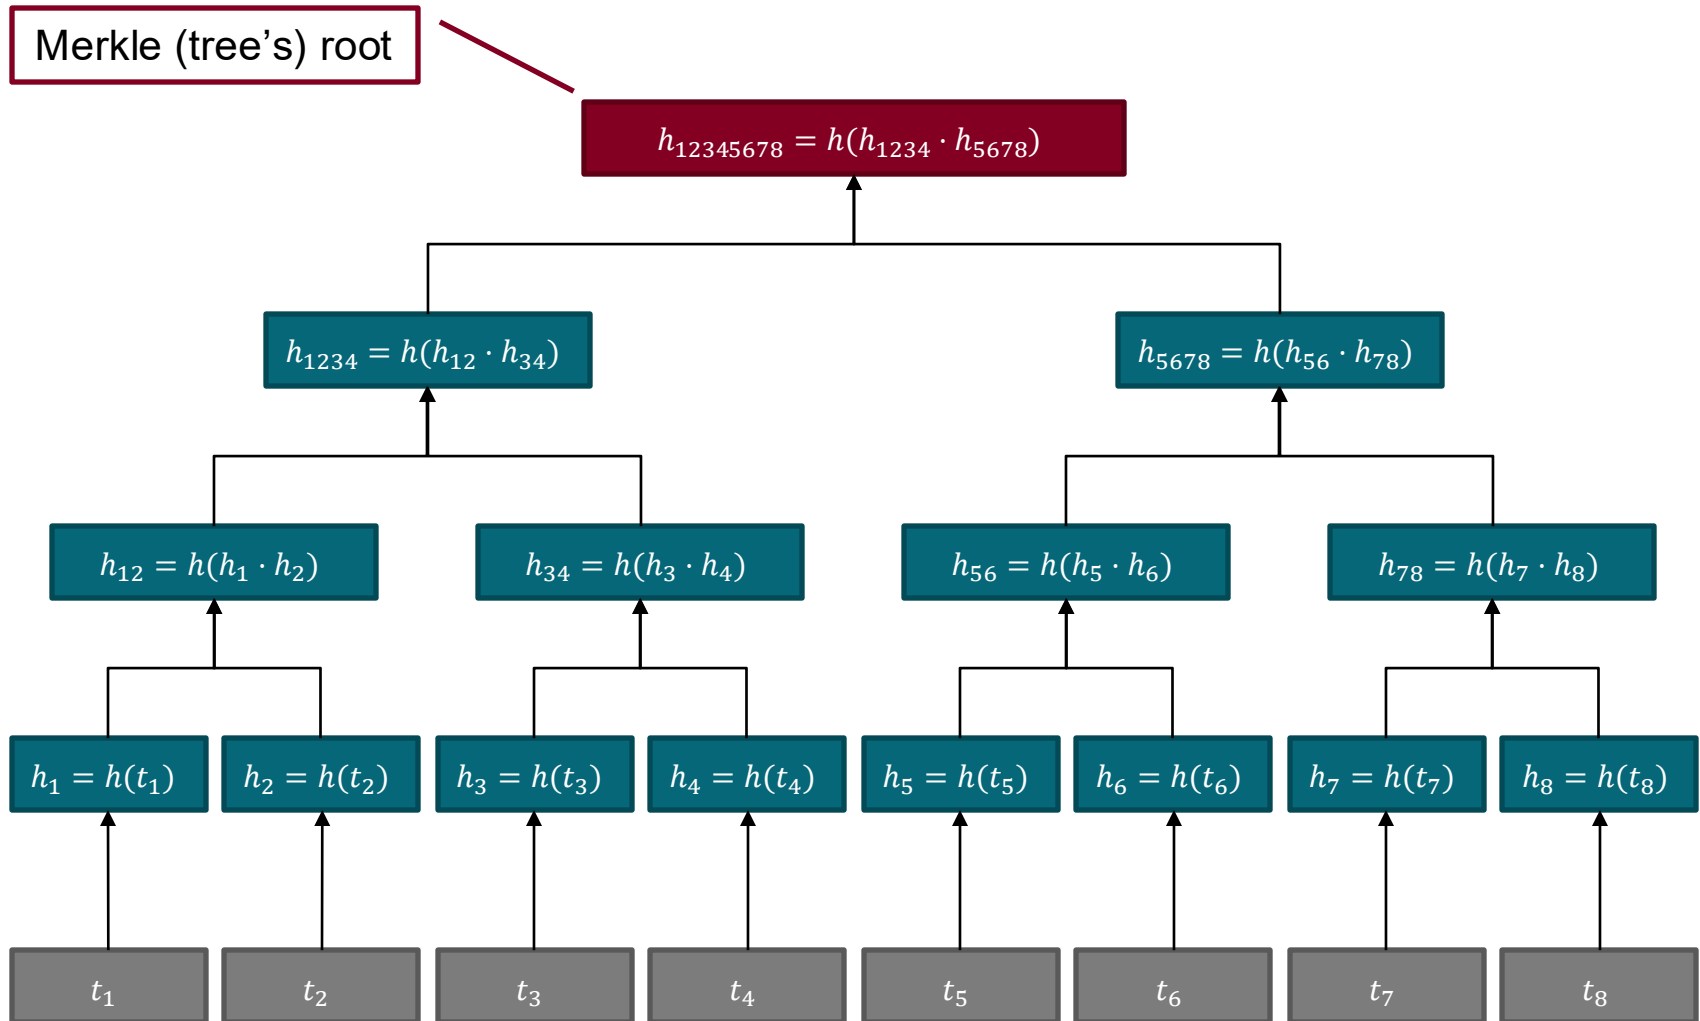 Merkle (tree’s) root
h₁₂₃₄₅₆₇₈ = h(h₁₂₃₄ · h₅₆₇₈)
h₁₂₃₄ = h(h₁₂ · h₃₄)
h₅₆₇₈ = h(h₅₆ · h₇₈)
h₁₂ = h(h₁ · h₂)
h₃₄ = h(h₃ · h₄)
h₅₆ = h(h₅ · h₆)
h₇₈ = h(h₇ · h₈)
h₁ = h(t₁)
h₂ = h(t₂)
h₃ = h(t₃)
h₄ = h(t₄)
h₅ = h(t₅)
h₆ = h(t₆)
h₇ = h(t₇)
h₈ = h(t₈)
t₁
t₂
t₃
t₄
t₅
t₆
t₇
t₈